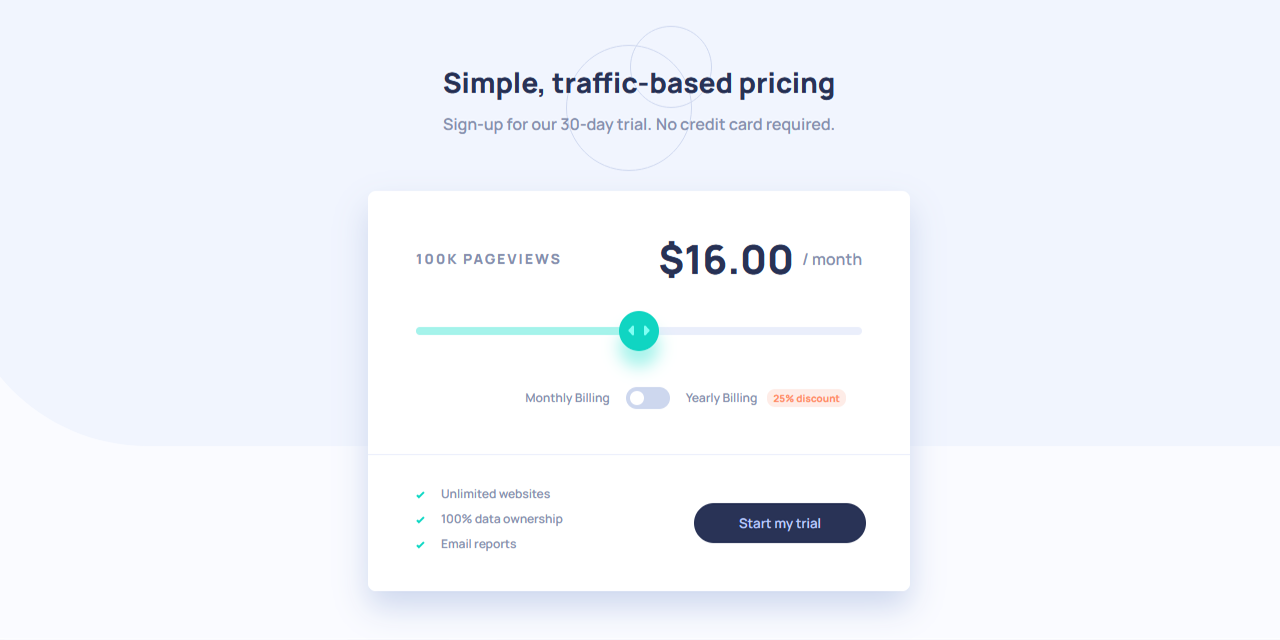 Simple, traffic-based pricing
Sign-up for our 30-day trial. No credit card required.
100K PAGEVIEWS
$16.00 / month
Monthly Billing
Yearly Billing 25% discount
Unlimited websites
100% data ownership
Email reports
Start my trial